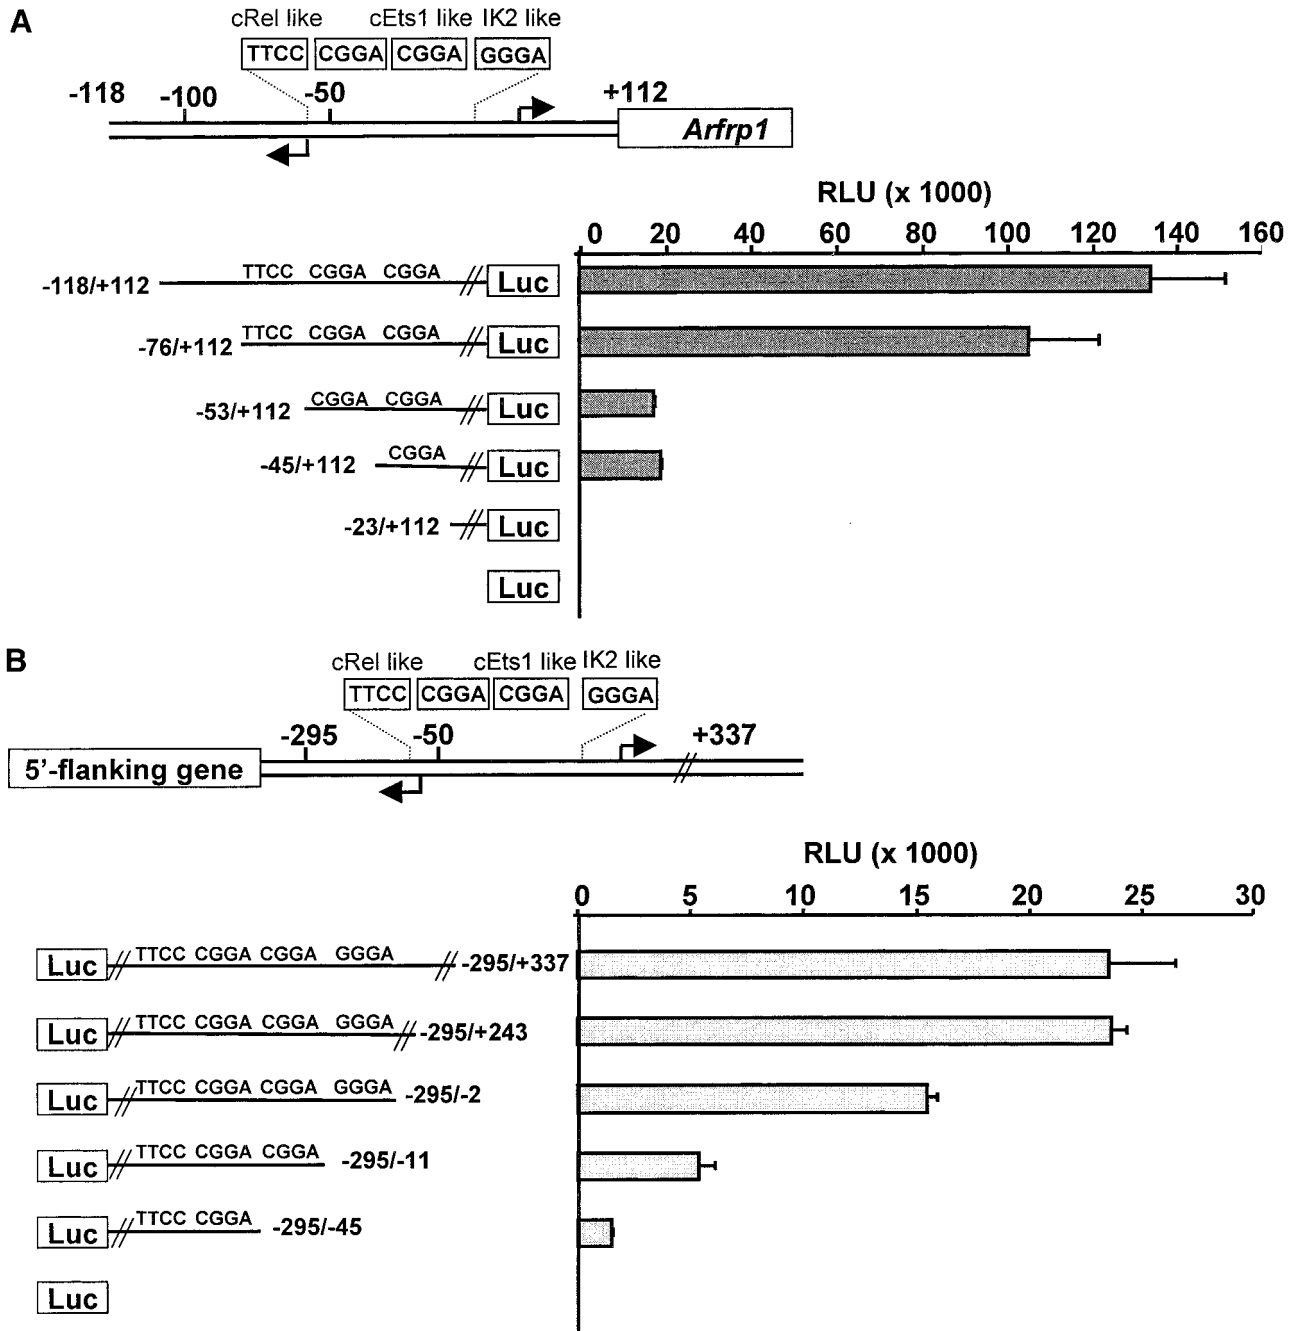 A
cRel like cEts1 like IK2 like
TTCC CGGA CGGA GGGA
-118 -100 -50 +112
Arfrp1
RLU (x 1000)
0 20 40 60 80 100 120 140 160
-118/+112 TTCC CGGA CGGA Luc
-76/+112 TTCC CGGA CGGA Luc
-53/+112 CGGA CGGA Luc
-45/+112 CGGA Luc
-23/+112 Luc
Luc
B
cRel like cEts1 like IK2 like
TTCC CGGA CGGA GGGA
-295 -50 +337
5'-flanking gene
RLU (x 1000)
0 5 10 15 20 25 30
Luc TTCC CGGA CGGA GGGA -295/+337
Luc TTCC CGGA CGGA GGGA -295/+243
Luc TTCC CGGA CGGA GGGA -295/-2
Luc TTCC CGGA CGGA -295/-11
Luc TTCC CGGA -295/-45
Luc